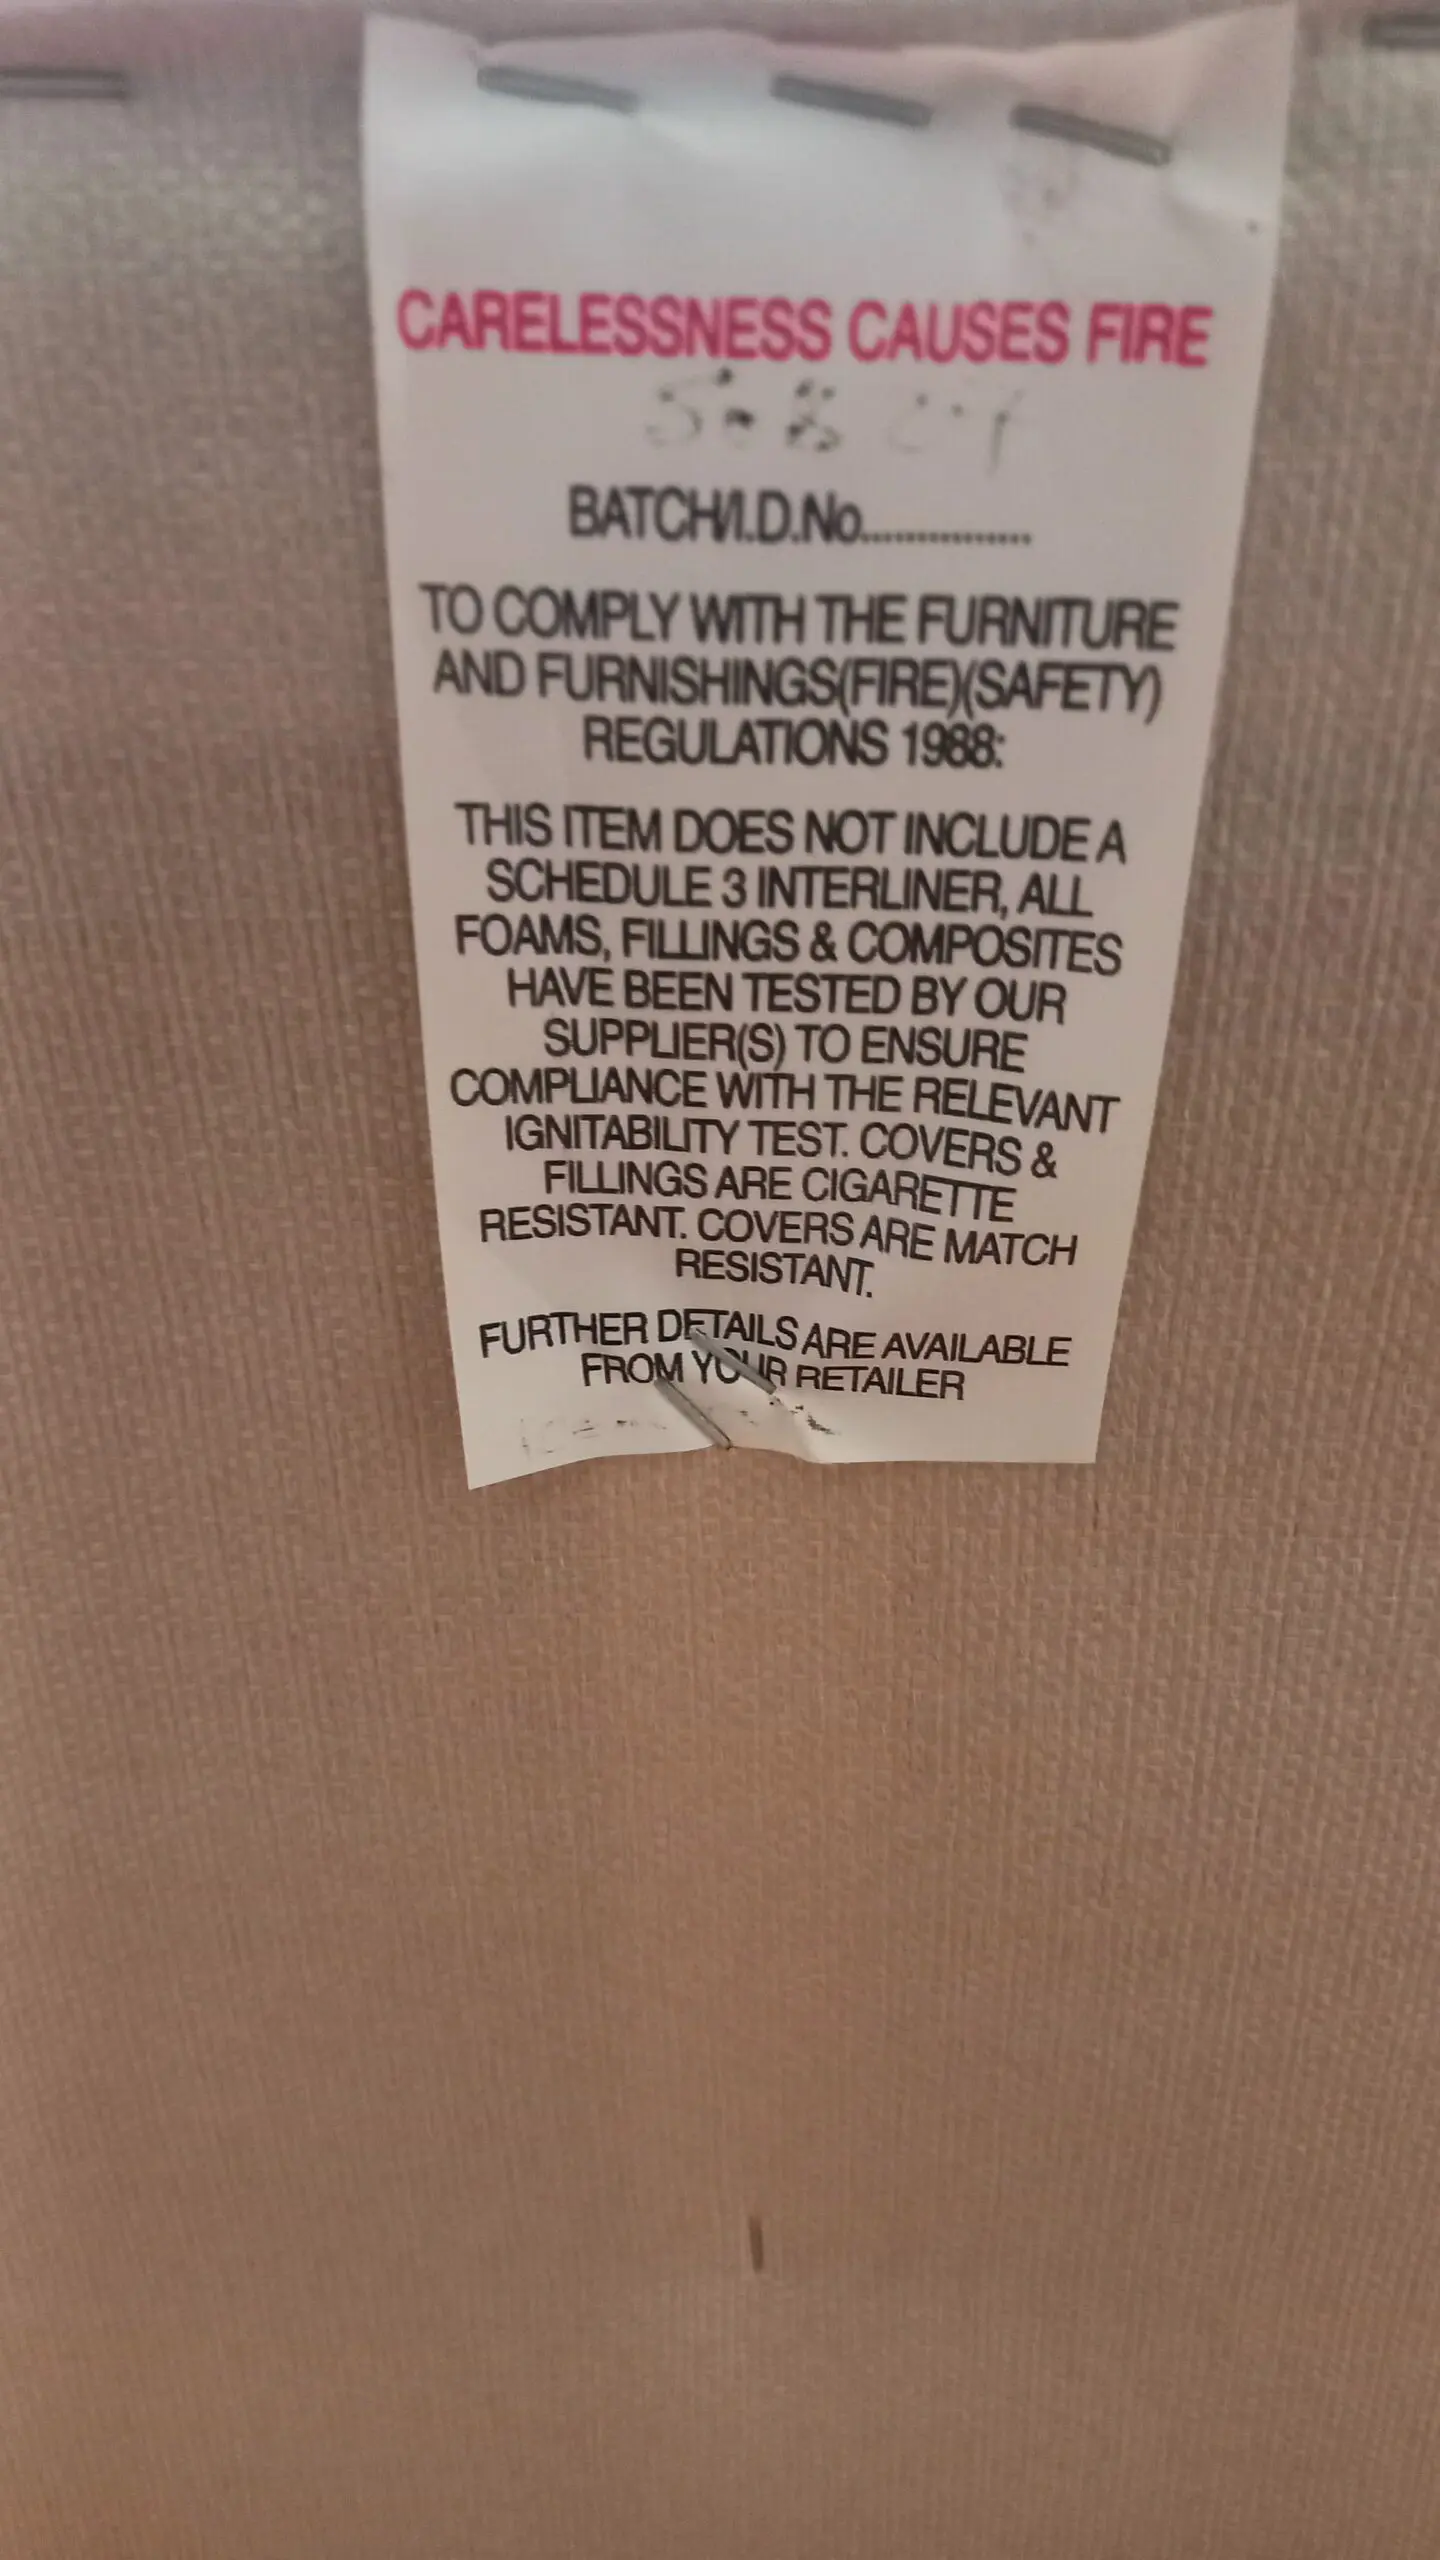 CARELESSNESS CAUSES FIRE
BATCH/I.D.No...............
TO COMPLY WITH THE FURNITURE
AND FURNISHINGS(FIRE)(SAFETY)
REGULATIONS 1988:
THIS ITEM DOES NOT INCLUDE A
SCHEDULE 3 INTERLINER, ALL
FOAMS, FILLINGS & COMPOSITES
HAVE BEEN TESTED BY OUR
SUPPLIER(S) TO ENSURE
COMPLIANCE WITH THE RELEVANT
IGNITABILITY TEST. COVERS &
FILLINGS ARE CIGARETTE
RESISTANT. COVERS ARE MATCH
RESISTANT.
FURTHER DETAILS ARE AVAILABLE
FROM YOUR RETAILER